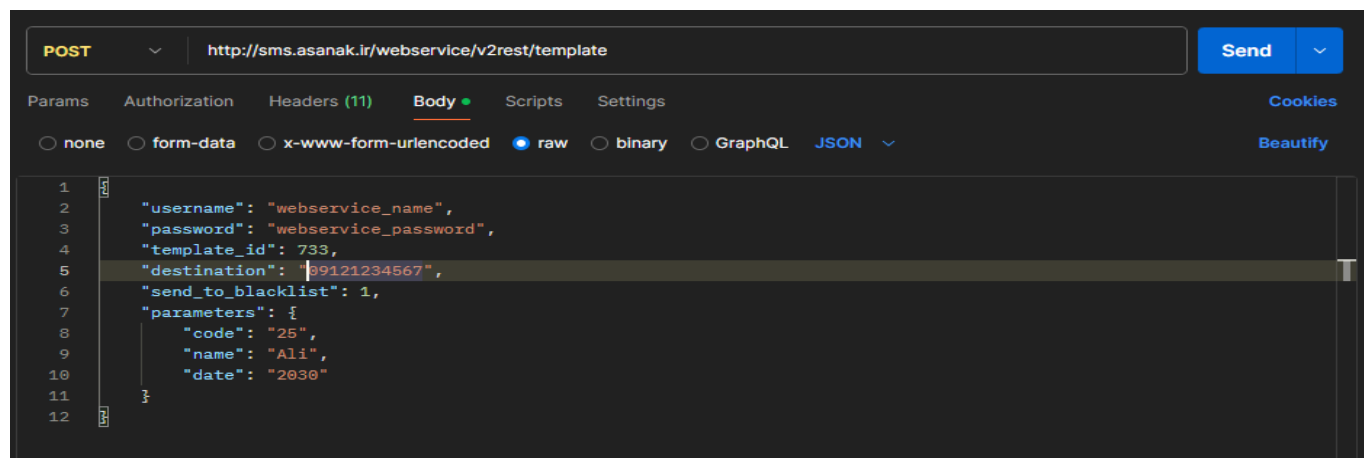 POST http://sms.asanak.ir/webservice/v2rest/template Send
Params Authorization Headers (11) Body Scripts Settings Cookies
none form-data x-www-form-urlencoded raw binary GraphQL JSON Beautify
1 {
2 "username": "webservice_name",
3 "password": "webservice_password",
4 "template_id": 733,
5 "destination": "09121234567",
6 "send_to_blacklist": 1,
7 "parameters": {
8 "code": "25",
9 "name": "Ali",
10 "date": "2030"
11 }
12 }